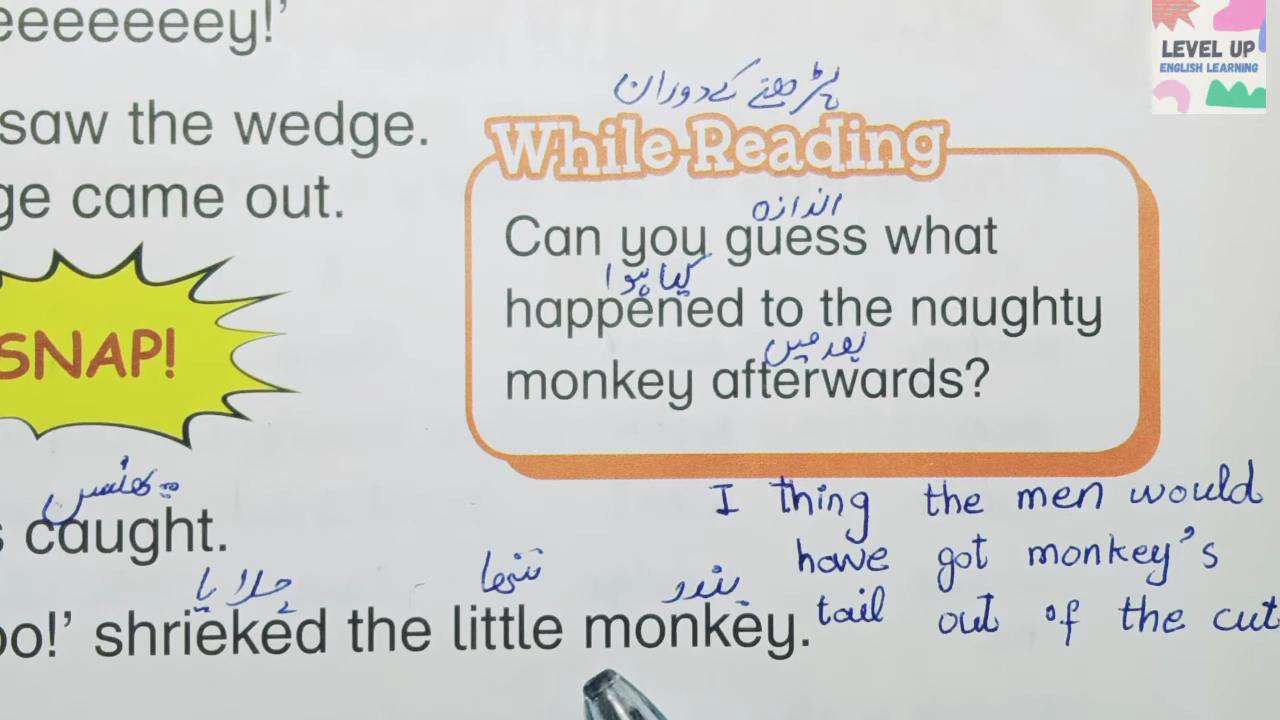 eeeeeeey!'
LEVEL UP
ENGLISH LEARNING
پڑھنے کے دوران
saw the wedge.
While-Reading
ge came out.
اندازہ
Can you guess what
کیا ہوا
happened to the naughty
بعد میں
monkey afterwards?
SNAP!
I thing the men would
s caught.
have got monkey's
چلایا ننھا بندر
oo!' shrieked the little monkey.
tail out of the cut